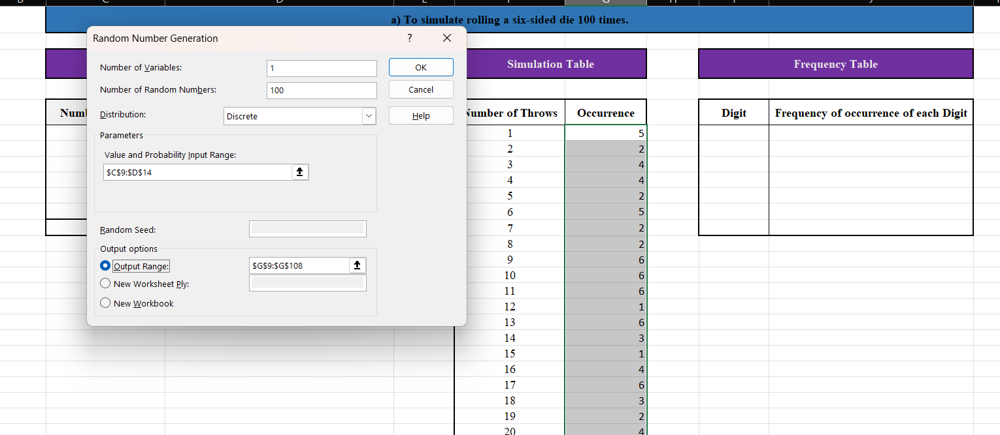 a) To simulate rolling a six-sided die 100 times.
Random Number Generation
?
Number of Variables:
1
OK
Number of Random Numbers:
100
Cancel
Distribution:
Discrete
Help
Parameters
Value and Probability Input Range:
$C$9:$D$14
Random Seed:
Output options
Output Range:
$G$9:$G$108
New Worksheet Ply:
New Workbook
Simulation Table
Frequency Table
Number of Throws Occurrence
1 5
2 2
3 4
4 4
5 2
6 5
7 2
8 2
9 6
10 6
11 6
12 1
13 6
14 3
15 1
16 4
17 6
18 3
19 2
20 4
Digit Frequency of occurrence of each Digit